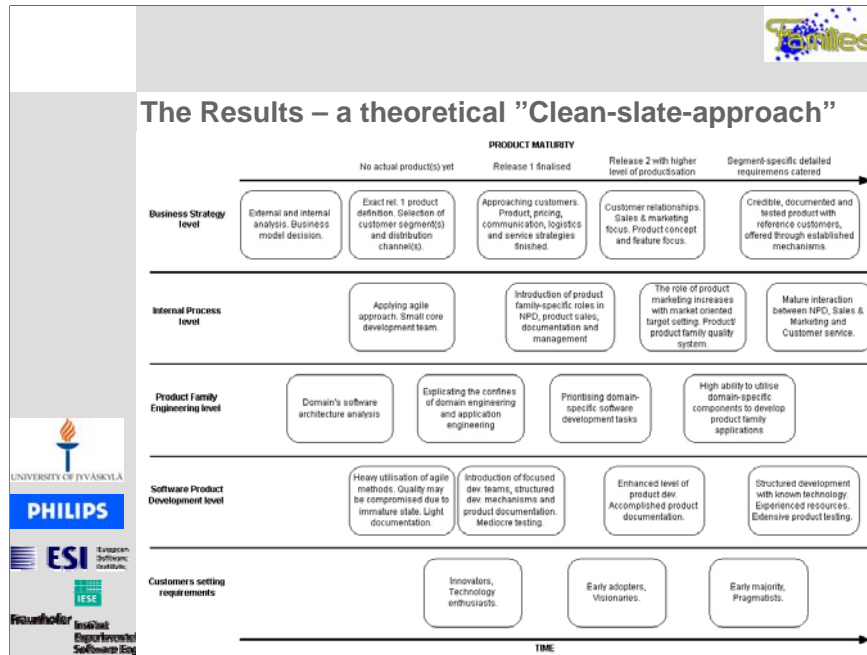 Families
The Results – a theoretical ”Clean-slate-approach”
PRODUCT MATURITY
No actual product(s) yet
Release 1 finalised
Release 2 with higher
level of productisation
Segment-specific detailed
requiremens catered
Business Strategy
level
External and internal
analysis. Business
model decision.
Exact rel. 1 product
definition. Selection of
customer segment(s)
and distribution
channel(s).
Approaching customers.
Product, pricing,
communication, logistics
and service strategies
finished.
Customer relationships.
Sales & marketing
focus. Product concept
and feature focus.
Credible, documented and
tested product with
reference customers,
offered through established
mechanisms.
Internal Process
level
Applying agile
approach. Small core
development team.
Introduction of product
family-specific roles in
NPD, product sales,
documentation and
management
The role of product
marketing increases
with market oriented
target setting. Product/
product family quality
system.
Mature interaction
between NPD, Sales &
Marketing and
Customer service.
Product Family
Engineering level
Domain's software
architecture analysis
Explicating the confines
of domain engineering
and application
engineering
Prioritising domain-
specific software
development tasks
High ability to utilise
domain-specific
components to develop
product family
applications
Software Product
Development level
Heavy utilisation of agile
methods. Quality may
be compromised due to
immature state. Light
documentation.
Introduction of focused
dev. teams, structured
dev. mechanisms and
product documentation.
Mediocre testing.
Enhanced level of
product dev.
Accomplished product
documentation.
Structured development
with known technology.
Experienced resources.
Extensive product testing.
Customers setting
requirements
Innovators,
Technology
enthusiasts.
Early adopters,
Visionaries.
Early majority,
Pragmatists.
TIME
UNIVERSITY OF JYVÄSKYLÄ
PHILIPS
ESI
European
Software
Institute,
IESE
Fraunhofer
Institut
Experimentel
Software Eng